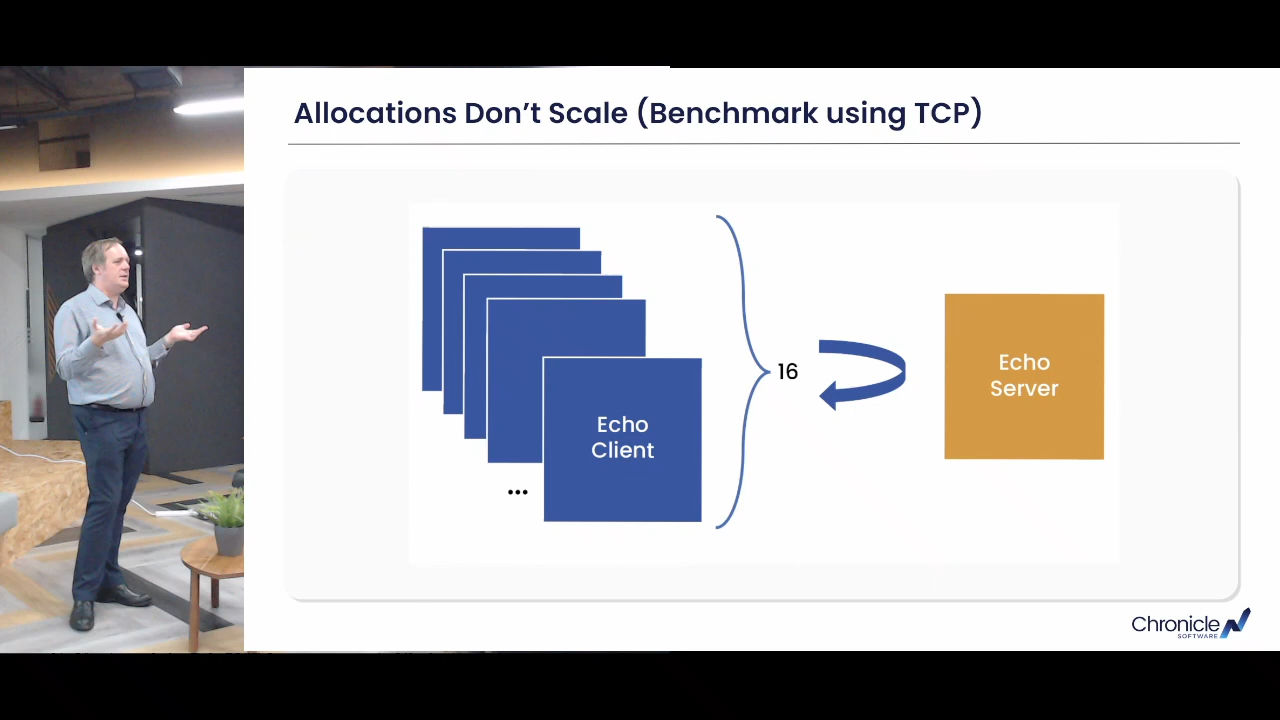 Allocations Don’t Scale (Benchmark using TCP)
Echo
Client
...
16
Echo
Server
Chronicle
SOFTWARE